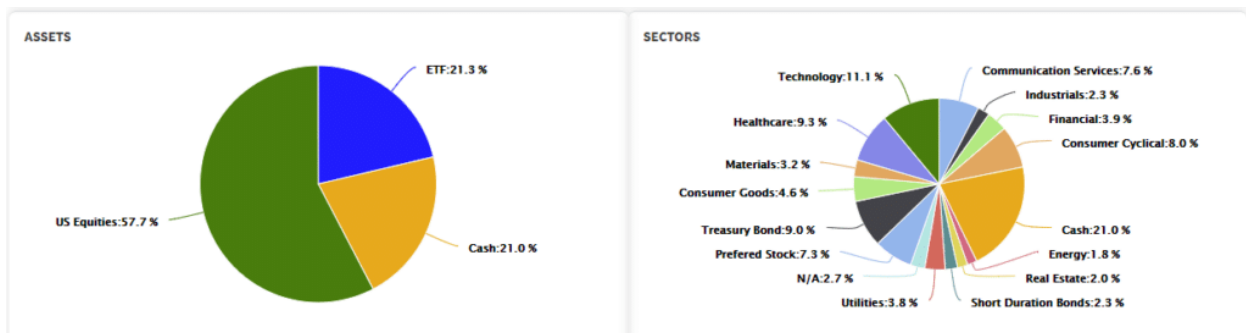 ASSETS
ETF:21.3 %
US Equities:57.7 %
Cash:21.0 %
SECTORS
Technology:11.1 %
Communication Services:7.6 %
Industrials:2.3 %
Healthcare:9.3 %
Financial:3.9 %
Consumer Cyclical:8.0 %
Materials:3.2 %
Consumer Goods:4.6 %
Treasury Bond:9.0 %
Cash:21.0 %
Prefered Stock:7.3 %
Energy:1.8 %
N/A:2.7 %
Real Estate:2.0 %
Utilities:3.8 %
Short Duration Bonds:2.3 %